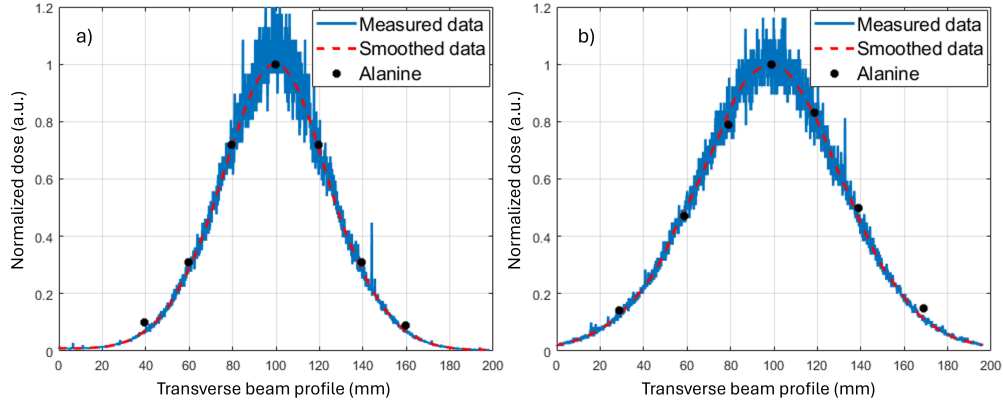 a)
Measured data
Smoothed data
Alanine
Normalized dose (a.u.)
1.2
1
0.8
0.6
0.4
0.2
0
0 20 40 60 80 100 120 140 160 180 200
Transverse beam profile (mm)
b)
Measured data
Smoothed data
Alanine
Normalized dose (a.u.)
1.2
1
0.8
0.6
0.4
0.2
0
0 20 40 60 80 100 120 140 160 180 200
Transverse beam profile (mm)